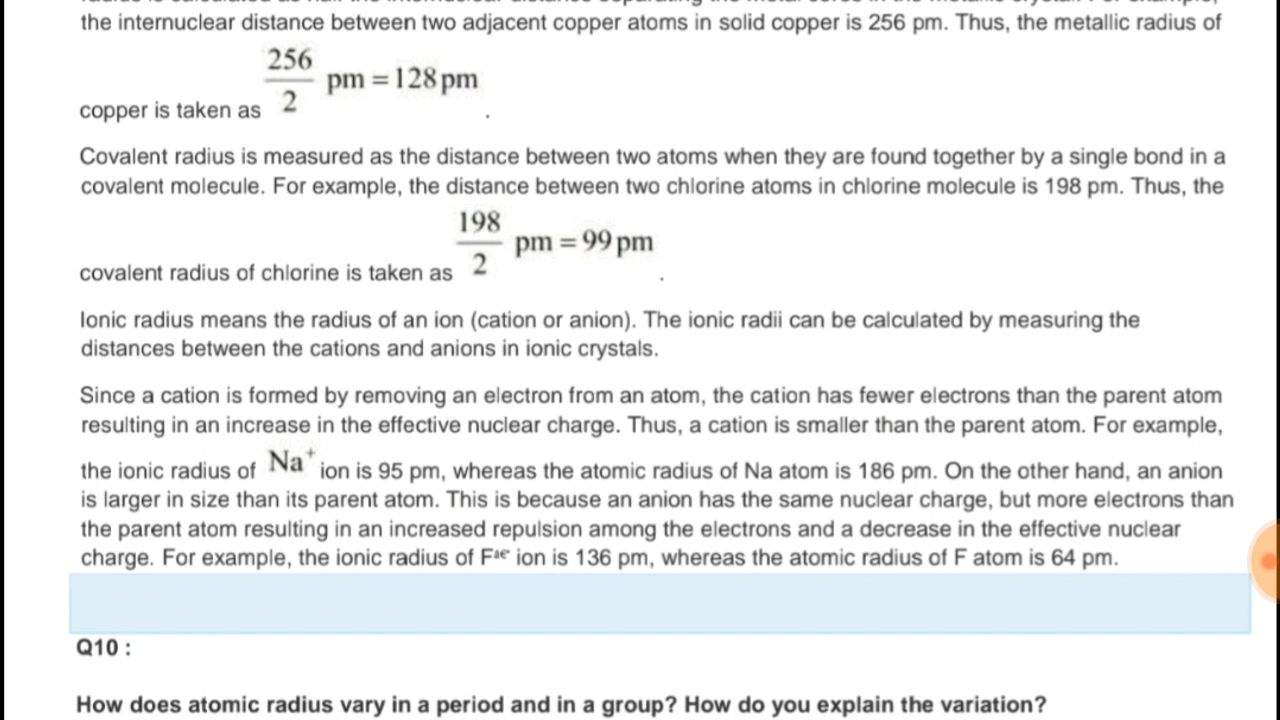 the internuclear distance between two adjacent copper atoms in solid copper is 256 pm. Thus, the metallic radius of
copper is taken as 256/2 pm = 128 pm.
Covalent radius is measured as the distance between two atoms when they are found together by a single bond in a
covalent molecule. For example, the distance between two chlorine atoms in chlorine molecule is 198 pm. Thus, the
covalent radius of chlorine is taken as 198/2 pm = 99 pm.
Ionic radius means the radius of an ion (cation or anion). The ionic radii can be calculated by measuring the
distances between the cations and anions in ionic crystals.
Since a cation is formed by removing an electron from an atom, the cation has fewer electrons than the parent atom
resulting in an increase in the effective nuclear charge. Thus, a cation is smaller than the parent atom. For example,
the ionic radius of Na⁺ ion is 95 pm, whereas the atomic radius of Na atom is 186 pm. On the other hand, an anion
is larger in size than its parent atom. This is because an anion has the same nuclear charge, but more electrons than
the parent atom resulting in an increased repulsion among the electrons and a decrease in the effective nuclear
charge. For example, the ionic radius of F ion is 136 pm, whereas the atomic radius of F atom is 64 pm.
Q10 :
How does atomic radius vary in a period and in a group? How do you explain the variation?